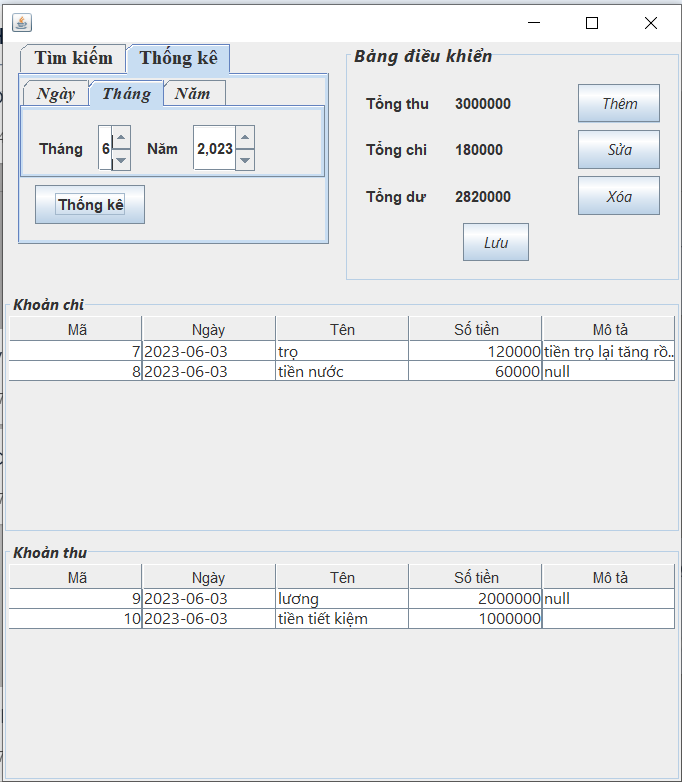 Tìm kiếm Thống kê
Ngày Tháng Năm
Tháng 6 Năm 2,023
Thống kê
Bảng điều khiển
Tổng thu 3000000 Thêm
Tổng chi 180000 Sửa
Tổng dư 2820000 Xóa
Lưu
Khoản chi
Mã Ngày Tên Số tiền Mô tả
7 2023-06-03 trọ 120000 tiền trọ lại tăng rồ...
8 2023-06-03 tiền nước 60000 null
Khoản thu
Mã Ngày Tên Số tiền Mô tả
9 2023-06-03 lương 2000000 null
10 2023-06-03 tiền tiết kiệm 1000000